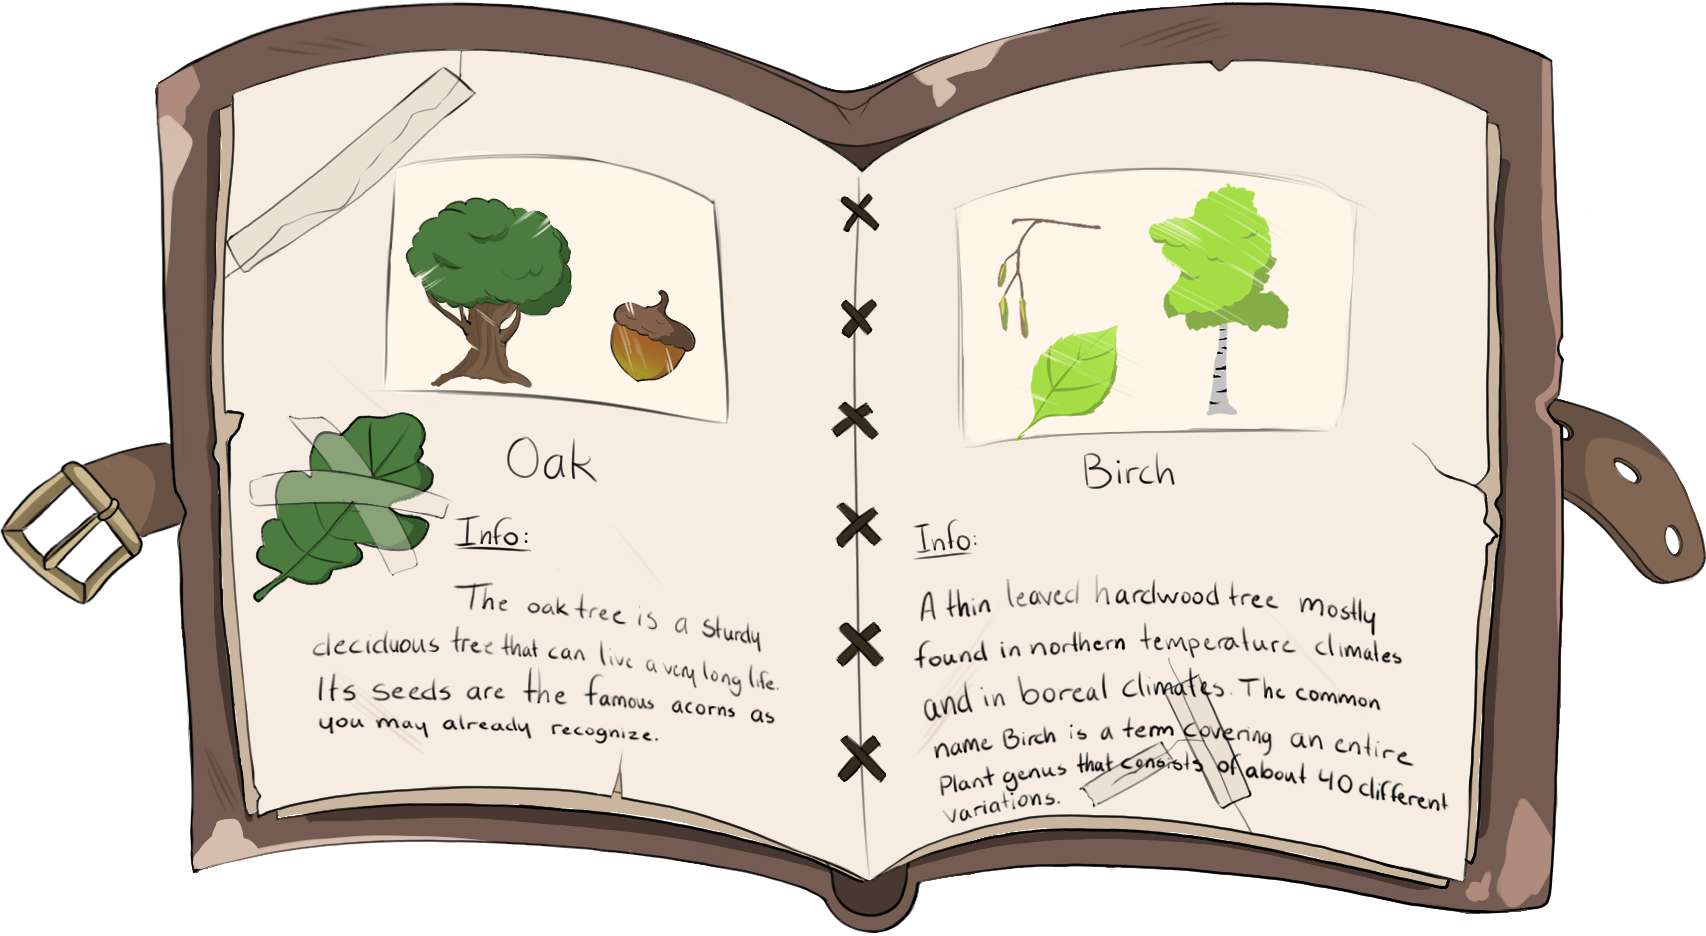 Oak
Info:
The oak tree is a sturdy
deciduous tree that can live a very long life.
Its seeds are the famous acorns as
you may already recognize.
Birch
Info:
A thin leaved hardwood tree mostly
found in northern temperature climales
and in boreal climates. The common
name Birch is a term covering an entire
Plant genus that consists of about 40 different
variations.